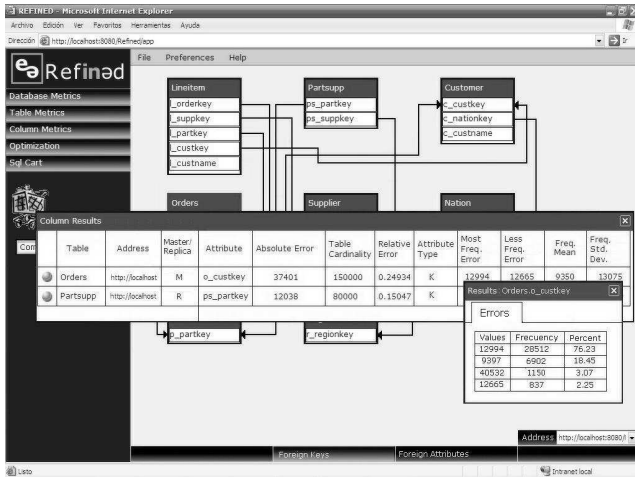 REFINED - Microsoft Internet Explorer
Archivo Edición Ver Favoritos Herramientas Ayuda
Dirección http://localhost:8080/Refined/app
Refinəd
File Preferences Help
Database Metrics
Table Metrics
Column Metrics
Optimization
Sql Cart
Lineitem
l_orderkey
l_suppkey
l_partkey
l_custkey
l_custname
Partsupp
ps_partkey
ps_suppkey
Customer
c_custkey
c_nationkey
c_custname
Orders
Supplier
Nation
Column Results
Table Address Master/Replica Attribute Absolute Error Table Cardinality Relative Error Attribute Type Most Freq. Error Less Freq. Error Freq. Mean Freq. Std. Dev.
Orders http://localhost M o_custkey 37401 150000 0.24934 K 12994 12665 9350 13075
Partsupp http://localhost R ps_partkey 12038 80000 0.15047 K
p_partkey
r_regionkey
Results: Orders.o_custkey
Errors
Values Frecuency Percent
12994 28512 76.23
9397 6902 18.45
40532 1150 3.07
12665 837 2.25
Address http://localhost:8080/
Foreign Keys Foreign Attributes
Listo Intranet local